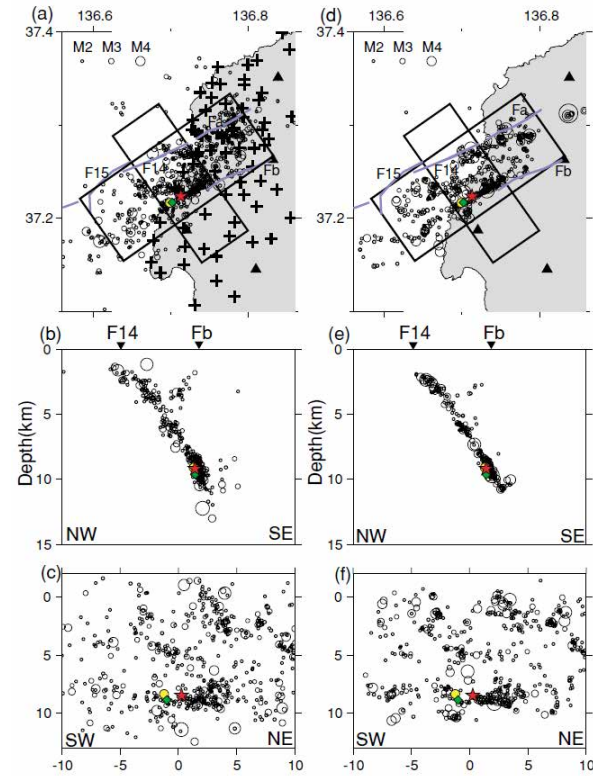 (a) 136.6 136.8 (d) 136.6 136.8
37.4 37.4
M2 M3 M4 M2 M3 M4
Fa Fa
F15 F14 Fb F15 F14 Fb
37.2 37.2
(b) F14 Fb (e) F14 Fb
0 0
5 5
10 10
15 15
Depth(km) Depth(km)
NW SE NW SE
(c) (f)
0 0
5 5
10 10
SW NE SW NE
-10 -5 0 5 10 -10 -5 0 5 10